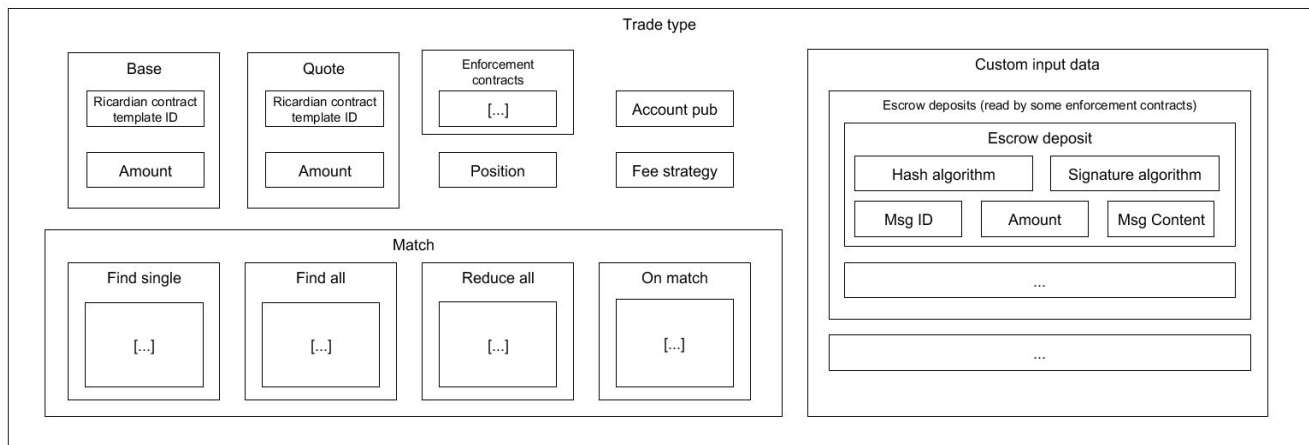 Trade type
Base
Ricardian contract
template ID
Amount
Quote
Ricardian contract
template ID
Amount
Enforcement
contracts
[...]
Position
Account pub
Fee strategy
Match
Find single
[...]
Find all
[...]
Reduce all
[...]
On match
[...]
Custom input data
Escrow deposits (read by some enforcement contracts)
Escrow deposit
Hash algorithm
Signature algorithm
Msg ID
Amount
Msg Content
...
...